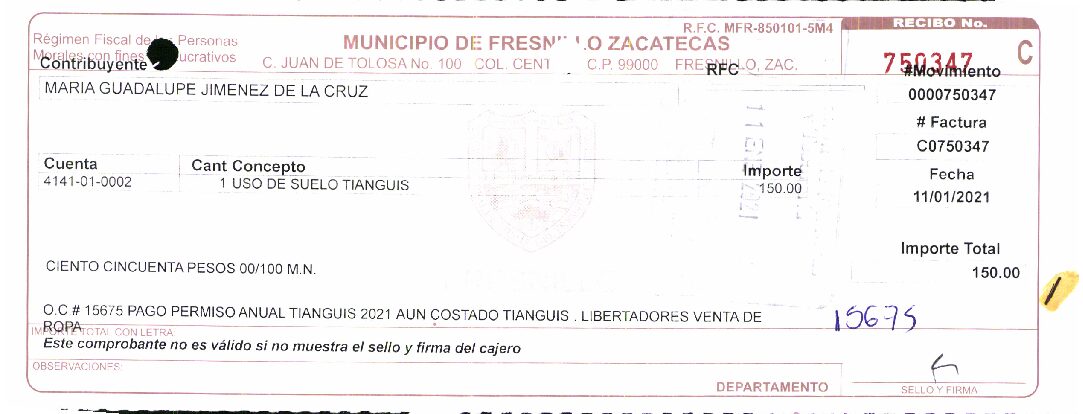 R.F.C. MFR-850101-5M4
RECIBO No.
Régimen Fiscal de Personas
Morales con fines lucrativos
MUNICIPIO DE FRESN LO ZACATECAS
C
C. JUAN DE TOLOSA No. 100 COL. CENT C.P. 99000 FRESNILLO, ZAC.
750347
Contribuyente
RFC
#Movimiento
MARIA GUADALUPE JIMENEZ DE LA CRUZ
0000750347
# Factura
C0750347
Cuenta Cant Concepto Importe
Fecha
4141-01-0002 1 USO DE SUELO TIANGUIS 150.00
11/01/2021
Importe Total
CIENTO CINCUENTA PESOS 00/100 M.N.
150.00
O.C # 15675 PAGO PERMISO ANUAL TIANGUIS 2021 AUN COSTADO TIANGUIS . LIBERTADORES VENTA DE
ROPA
15675
IMPORTE TOTAL CON LETRA
Este comprobante no es válido si no muestra el sello y firma del cajero
OBSERVACIONES:
DEPARTAMENTO
SELLO Y FIRMA